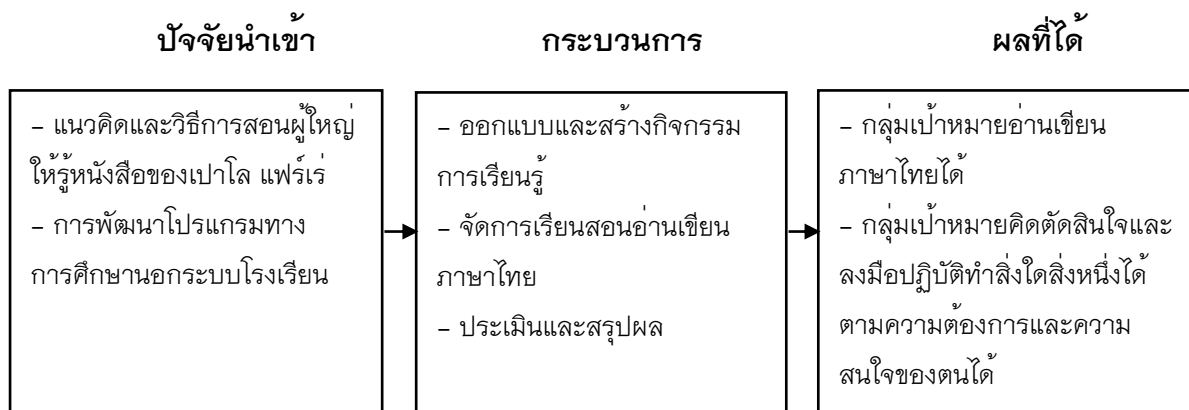 ปัจจัยนำเข้า
กระบวนการ
ผลที่ได้
– แนวคิดและวิธีการสอนผู้ใหญ่
ให้รู้หนังสือของเปาโล แฟร์เร่
– การพัฒนาโปรแกรมทาง
การศึกษานอกระบบโรงเรียน
– ออกแบบและสร้างกิจกรรม
การเรียนรู้
– จัดการเรียนสอนอ่านเขียน
ภาษาไทย
– ประเมินและสรุปผล
– กลุ่มเป้าหมายอ่านเขียน
ภาษาไทยได้
– กลุ่มเป้าหมายคิดตัดสินใจและ
ลงมือปฏิบัติทำสิ่งใดสิ่งหนึ่งได้
ตามความต้องการและความ
สนใจของตนได้